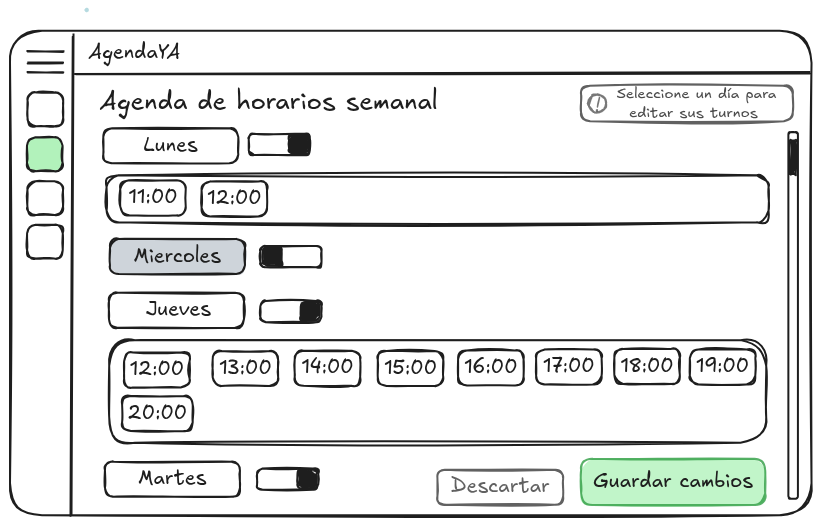 AgendaYA
Agenda de horarios semanal
Seleccione un día para
editar sus turnos
Lunes
11:00 12:00
Miercoles
Jueves
12:00 13:00 14:00 15:00 16:00 17:00 18:00 19:00
20:00
Martes
Descartar
Guardar cambios